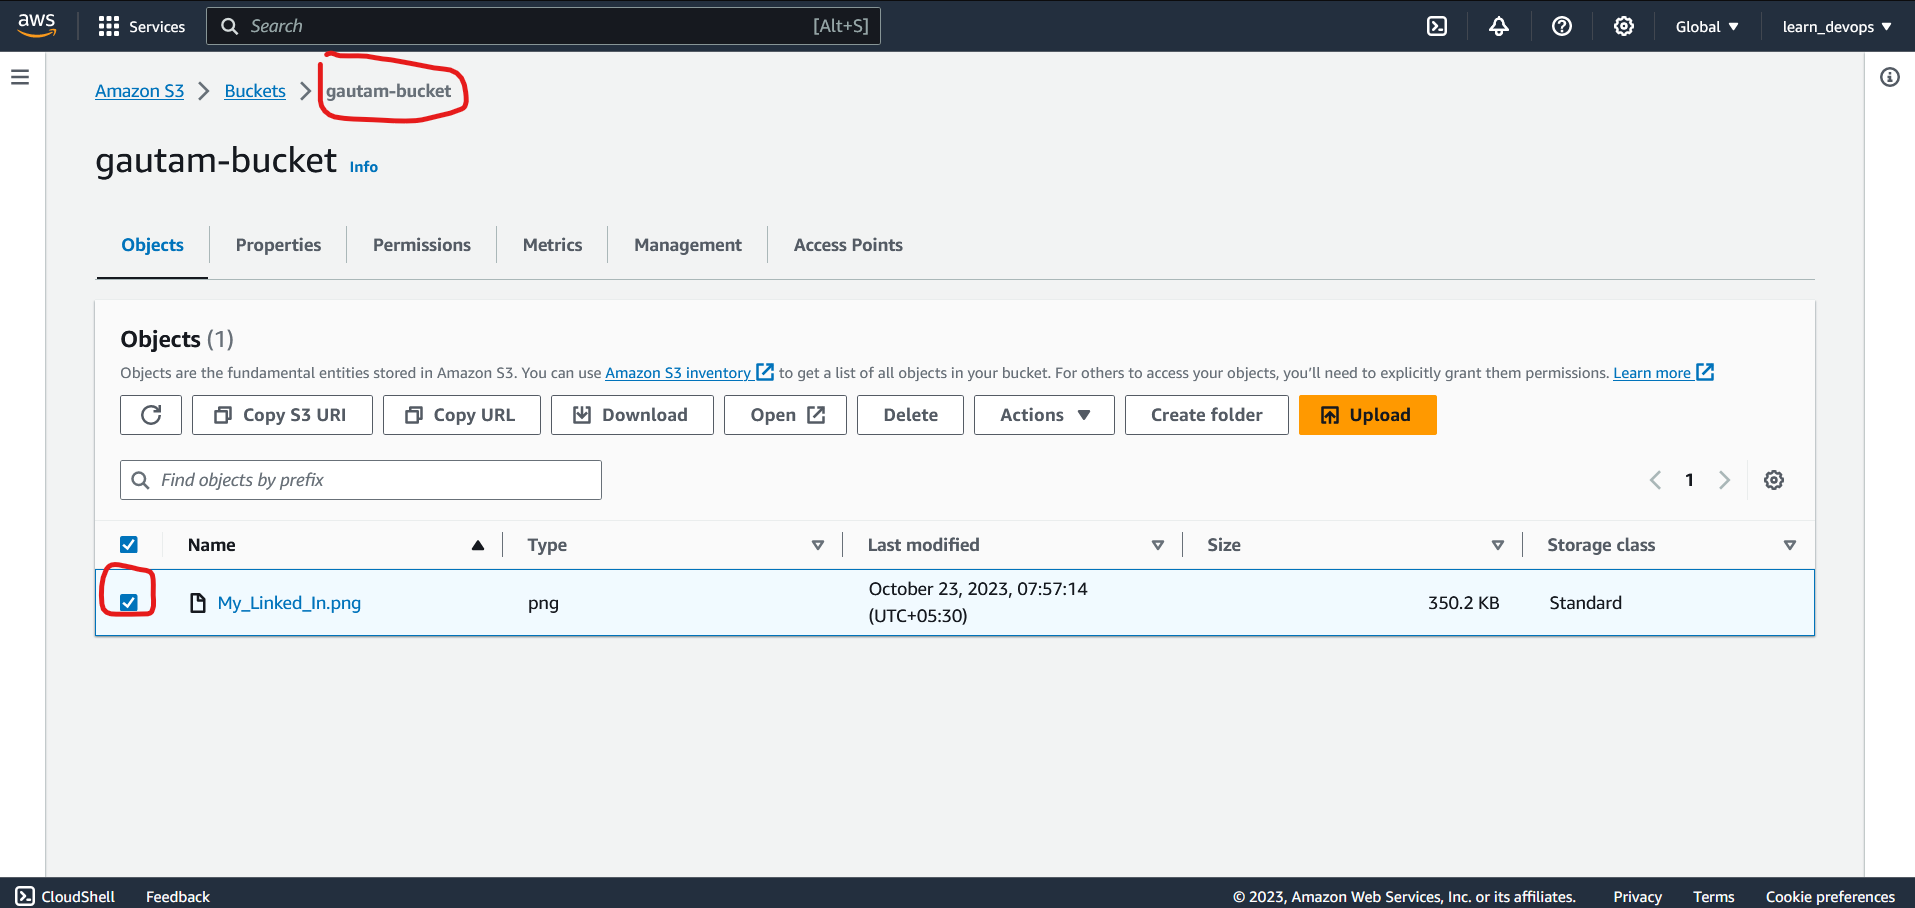 aws Services Search [Alt+S] Global learn_devops
Amazon S3 Buckets gautam-bucket
gautam-bucket Info
Objects Properties Permissions Metrics Management Access Points
Objects (1)
Objects are the fundamental entities stored in Amazon S3. You can use Amazon S3 inventory to get a list of all objects in your bucket. For others to access your objects, you'll need to explicitly grant them permissions. Learn more
Copy S3 URI Copy URL Download Open Delete Actions Create folder Upload
Find objects by prefix 1
Name Type Last modified Size Storage class
My_Linked_In.png png October 23, 2023, 07:57:14 350.2 KB Standard
(UTC+05:30)
CloudShell Feedback © 2023, Amazon Web Services, Inc. or its affiliates. Privacy Terms Cookie preferences